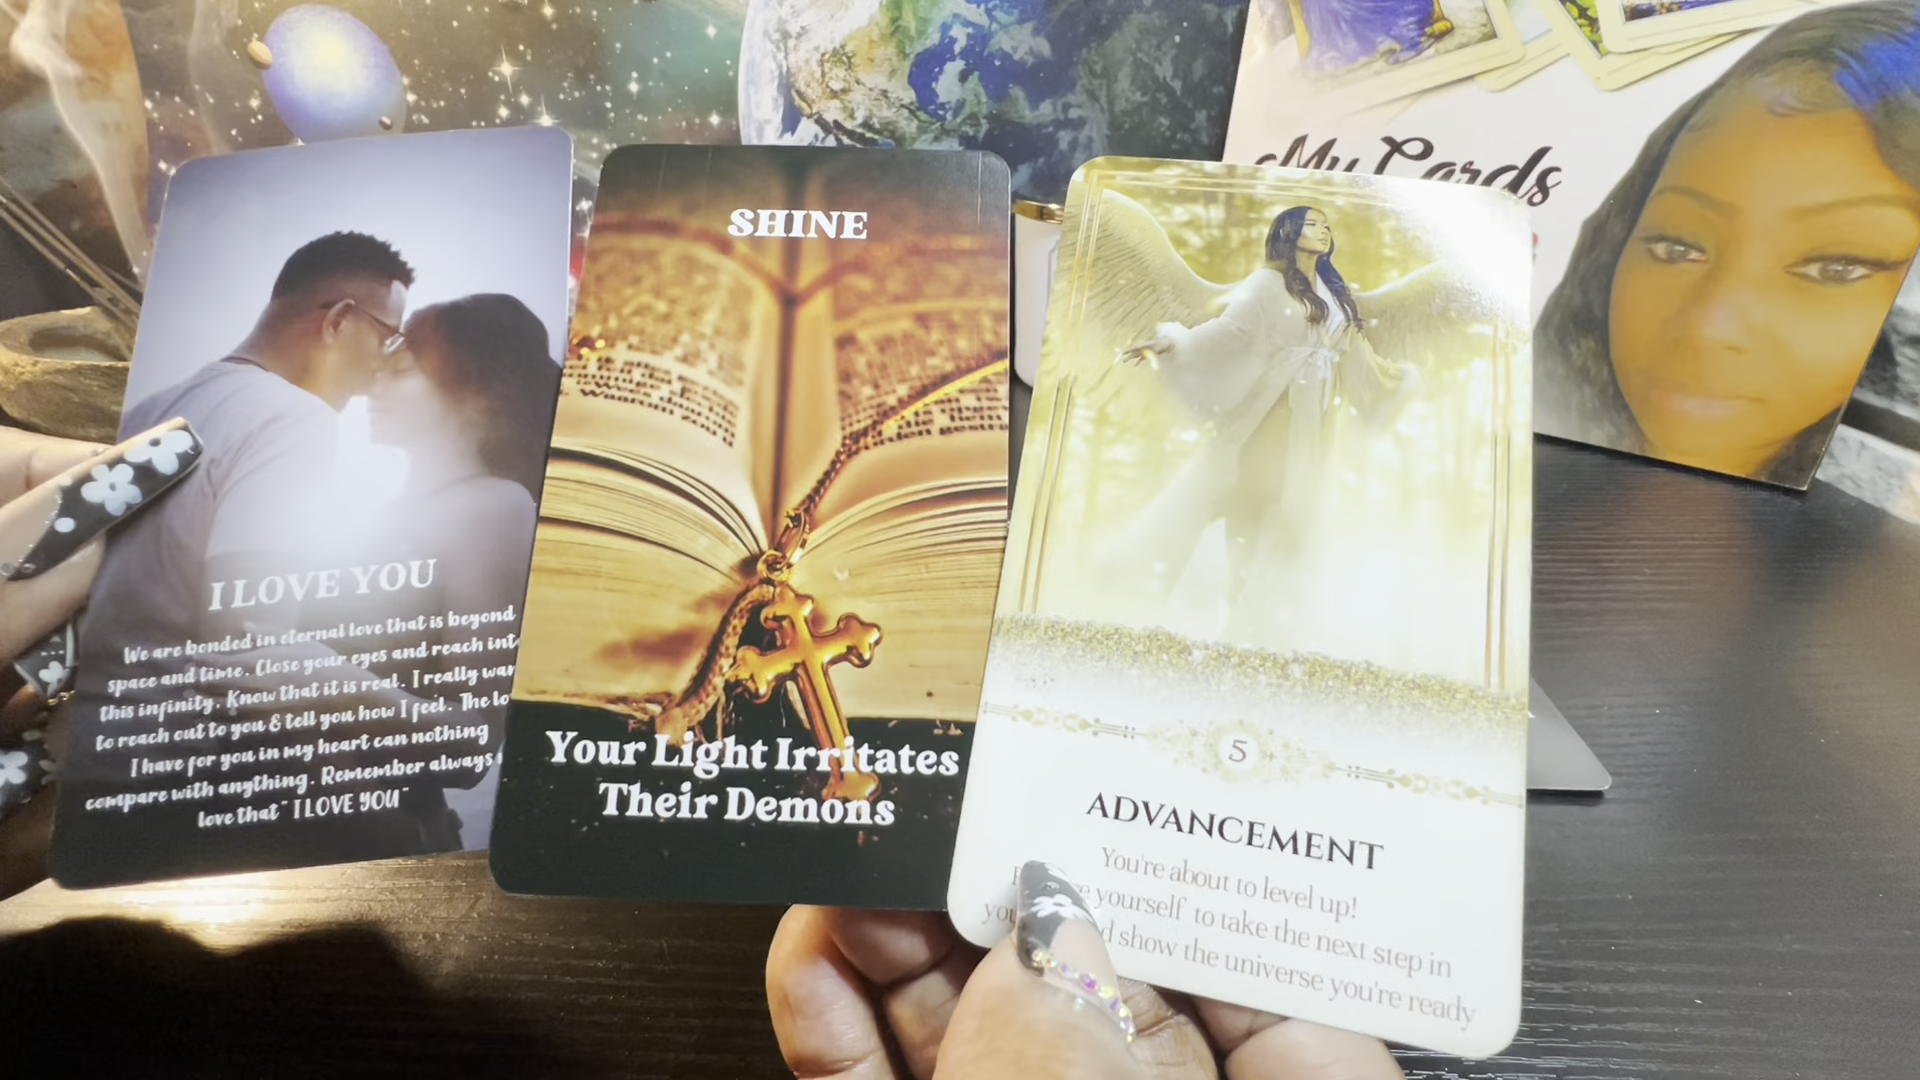 My Cards
I LOVE YOU
We are bonded in eternal love that is beyond
space and time. Close your eyes and reach
this infinity. Know that it is real. I really
to reach out to you & tell you how I feel. The
I have for you in my heart can nothing
compare with anything. Remember always
love that "I LOVE YOU"
SHINE
Waarom
Your Light Irritates
Their Demons
5
ADVANCEMENT
You're about to level up!
yourself to take the next step in
show the universe you're ready